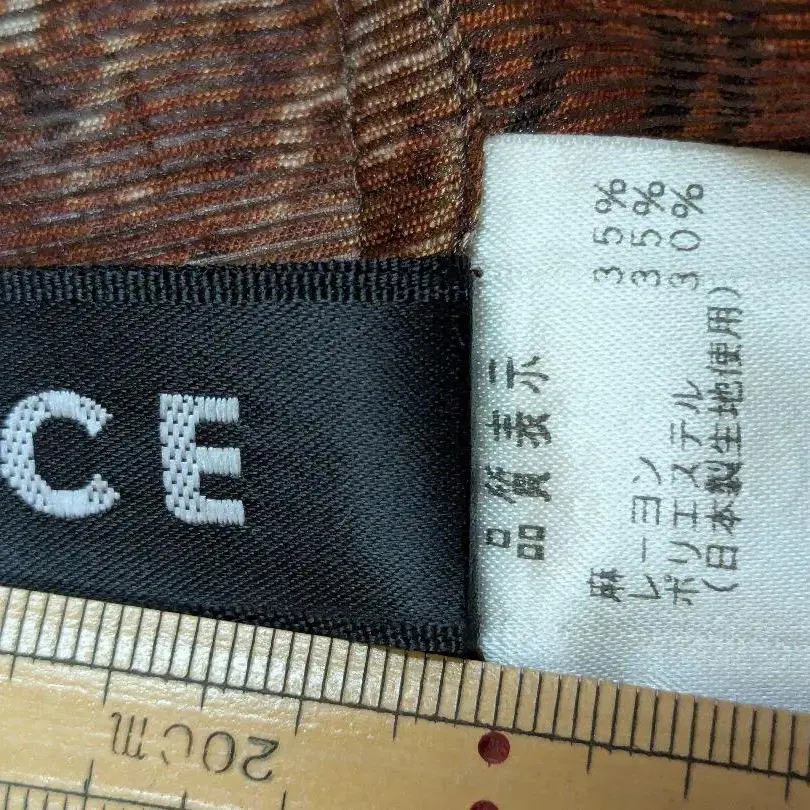 CE
品質表示
麻 35%
レーヨン 35%
ポリエステル 30%
(日本製生地使用)
20cm